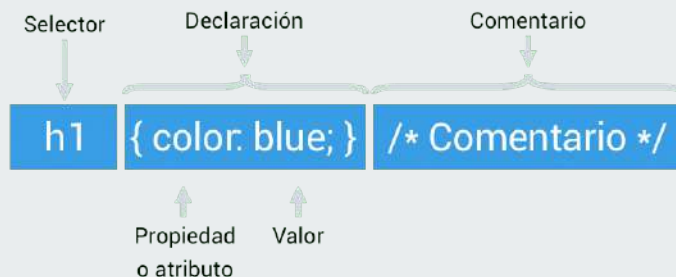 Selector
Declaración
Comentario
h1 { color: blue; } /* Comentario */
Propiedad
o atributo
Valor